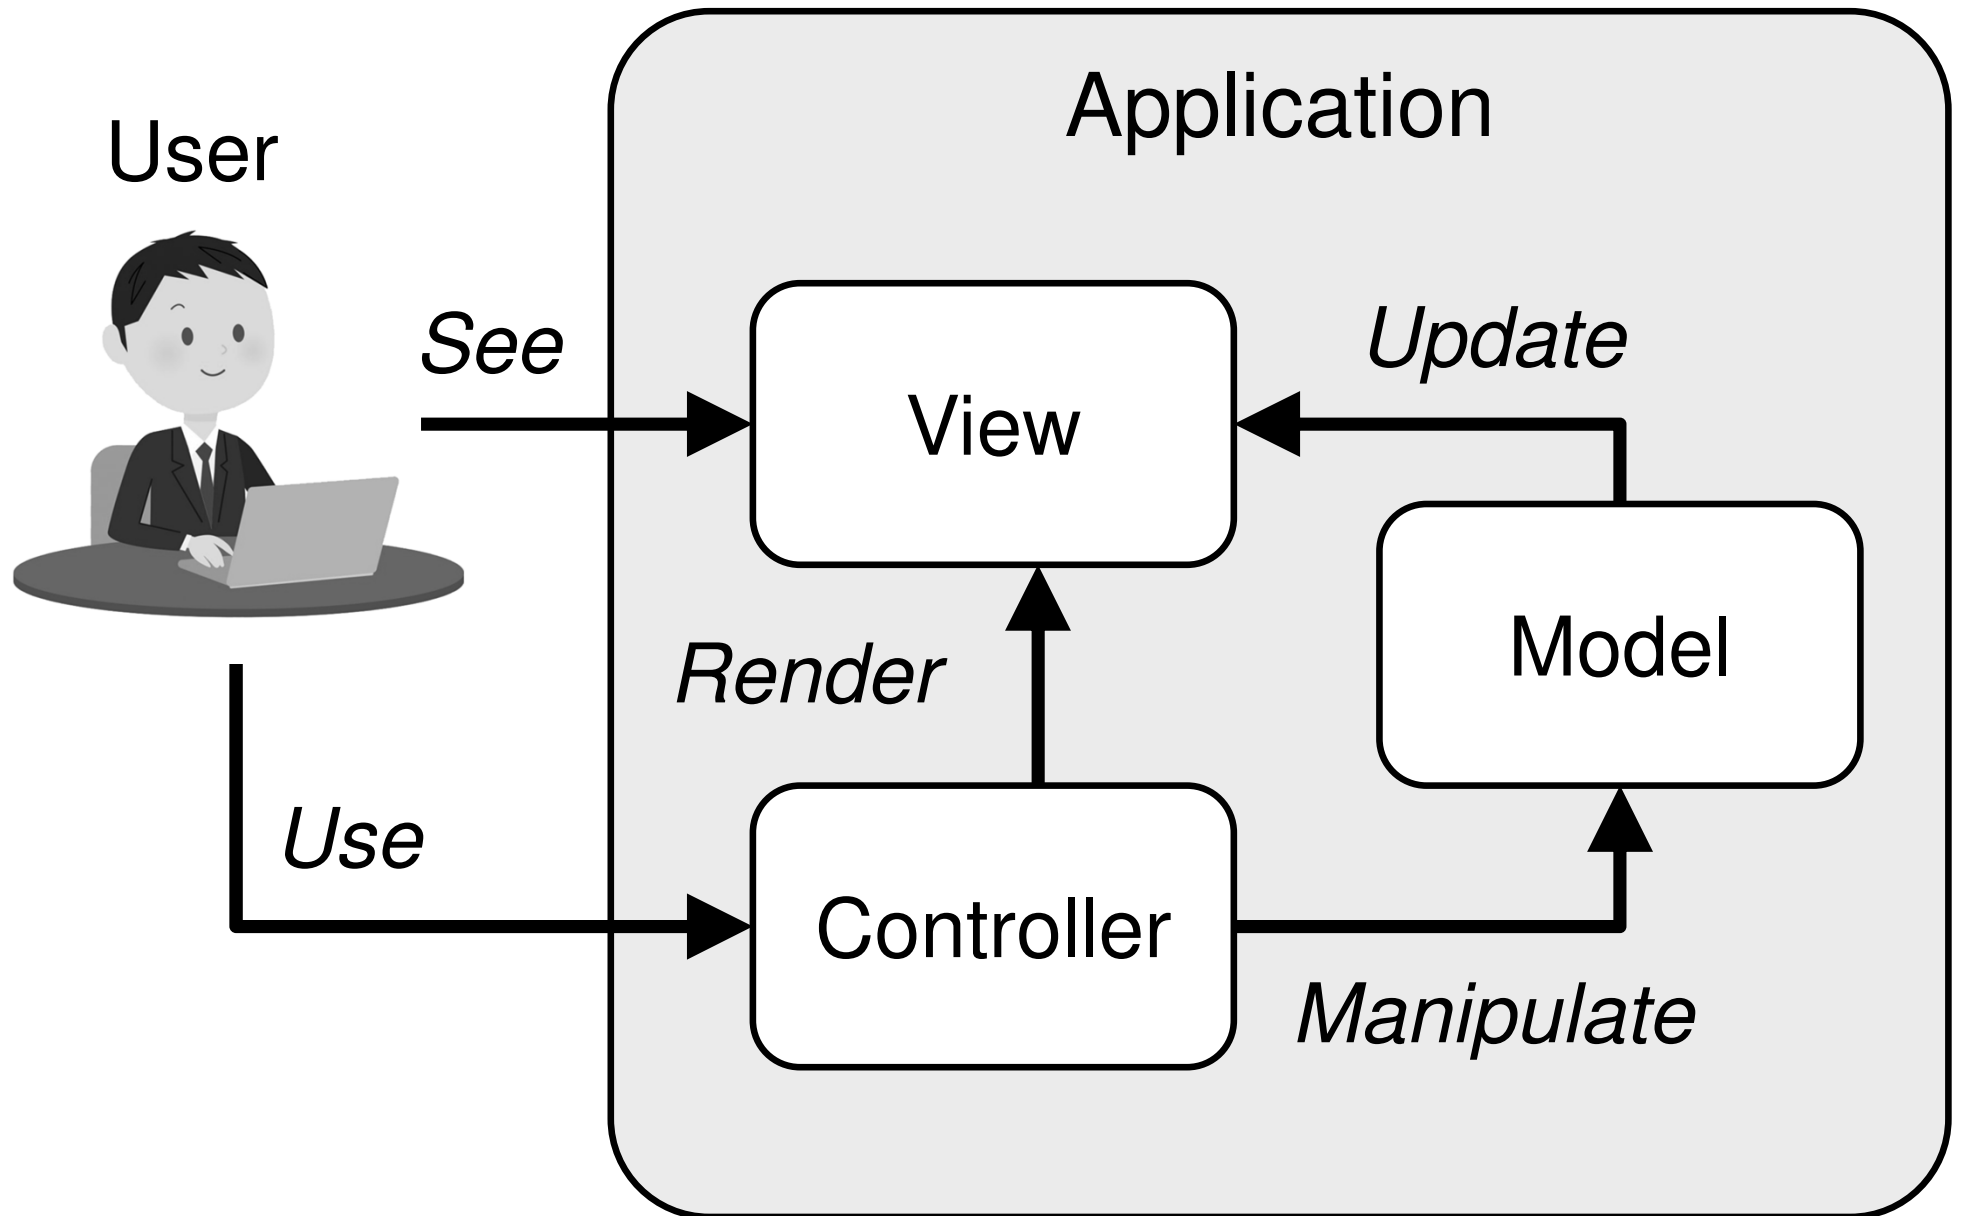 Application
User
See
Update
View
Model
Render
Use
Controller
Manipulate